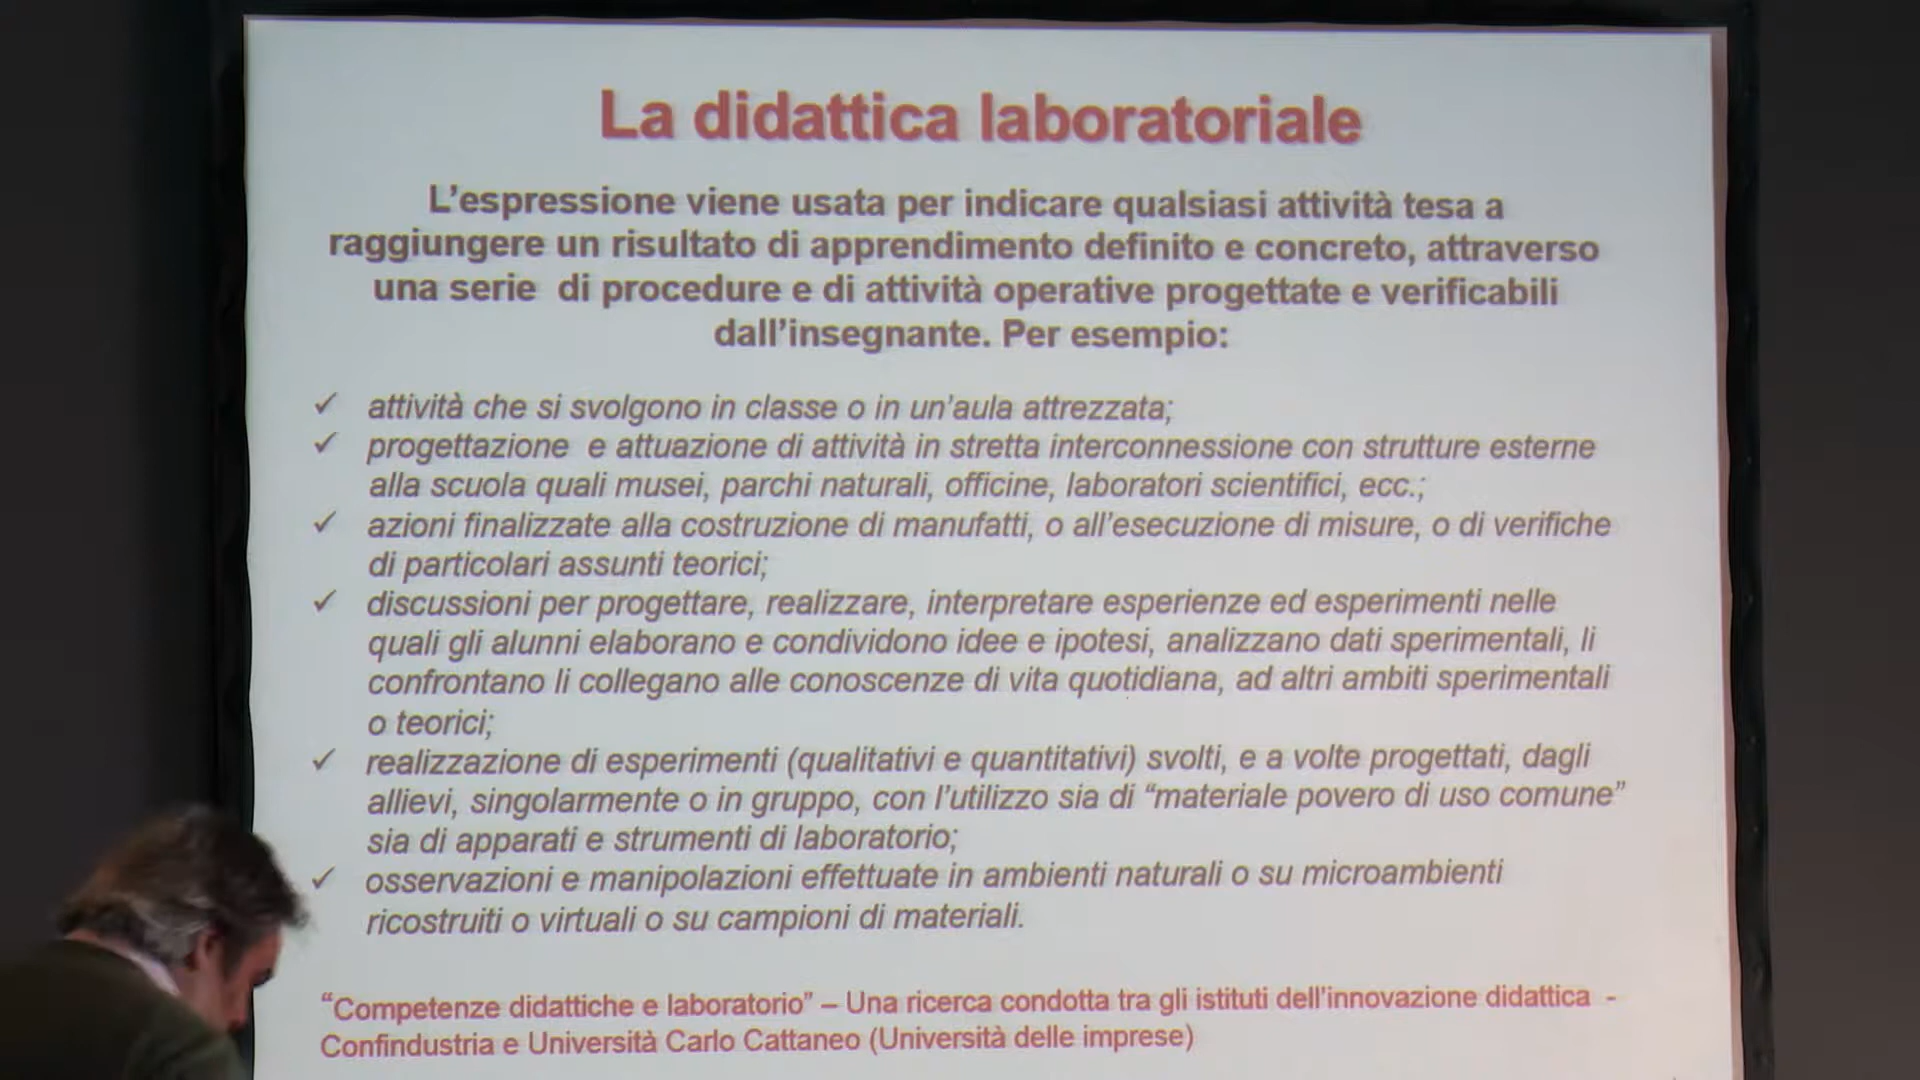 La didattica laboratoriale
L'espressione viene usata per indicare qualsiasi attività tesa a
raggiungere un risultato di apprendimento definito e concreto, attraverso
una serie di procedure e di attività operative progettate e verificabili
dall'insegnante. Per esempio:
✓ attività che si svolgono in classe o in un'aula attrezzata;
✓ progettazione e attuazione di attività in stretta interconnessione con strutture esterne
alla scuola quali musei, parchi naturali, officine, laboratori scientifici, ecc.;
✓ azioni finalizzate alla costruzione di manufatti, o all'esecuzione di misure, o di verifiche
di particolari assunti teorici;
✓ discussioni per progettare, realizzare, interpretare esperienze ed esperimenti nelle
quali gli alunni elaborano e condividono idee e ipotesi, analizzano dati sperimentali, li
confrontano li collegano alle conoscenze di vita quotidiana, ad altri ambiti sperimentali
o teorici;
✓ realizzazione di esperimenti (qualitativi e quantitativi) svolti, e a volte progettati, dagli
allievi, singolarmente o in gruppo, con l'utilizzo sia di “materiale povero di uso comune”
sia di apparati e strumenti di laboratorio;
✓ osservazioni e manipolazioni effettuate in ambienti naturali o su microambienti
ricostruiti o virtuali o su campioni di materiali.
“Competenze didattiche e laboratorio” – Una ricerca condotta tra gli istituti dell'innovazione didattica -
Confindustria e Università Carlo Cattaneo (Università delle imprese)